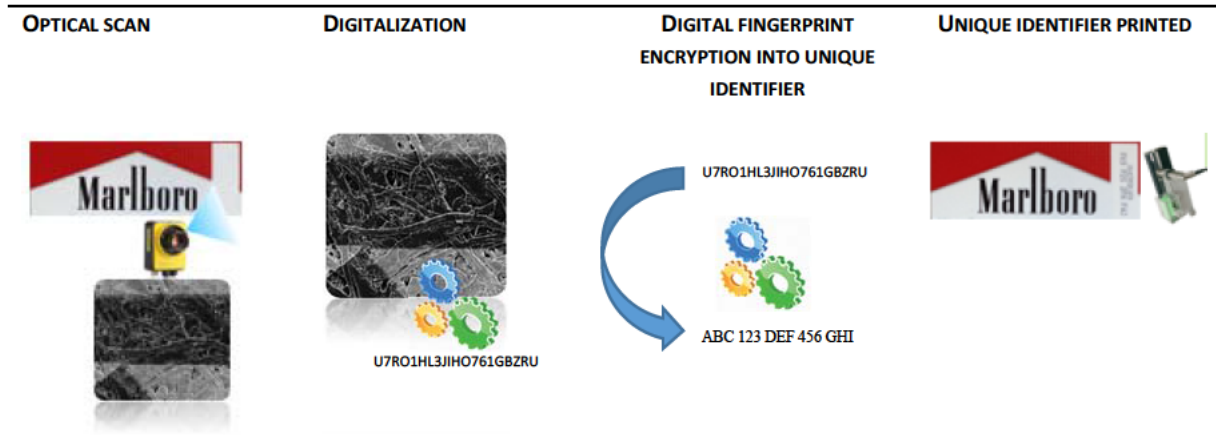 OPTICAL SCAN
DIGITALIZATION
DIGITAL FINGERPRINT
ENCRYPTION INTO UNIQUE
IDENTIFIER
UNIQUE IDENTIFIER PRINTED
Marlboro
U7RO1HL3JIHO761GBZRU
U7RO1HL3JIHO761GBZRU
ABC 123 DEF 456 GHI
Marlboro